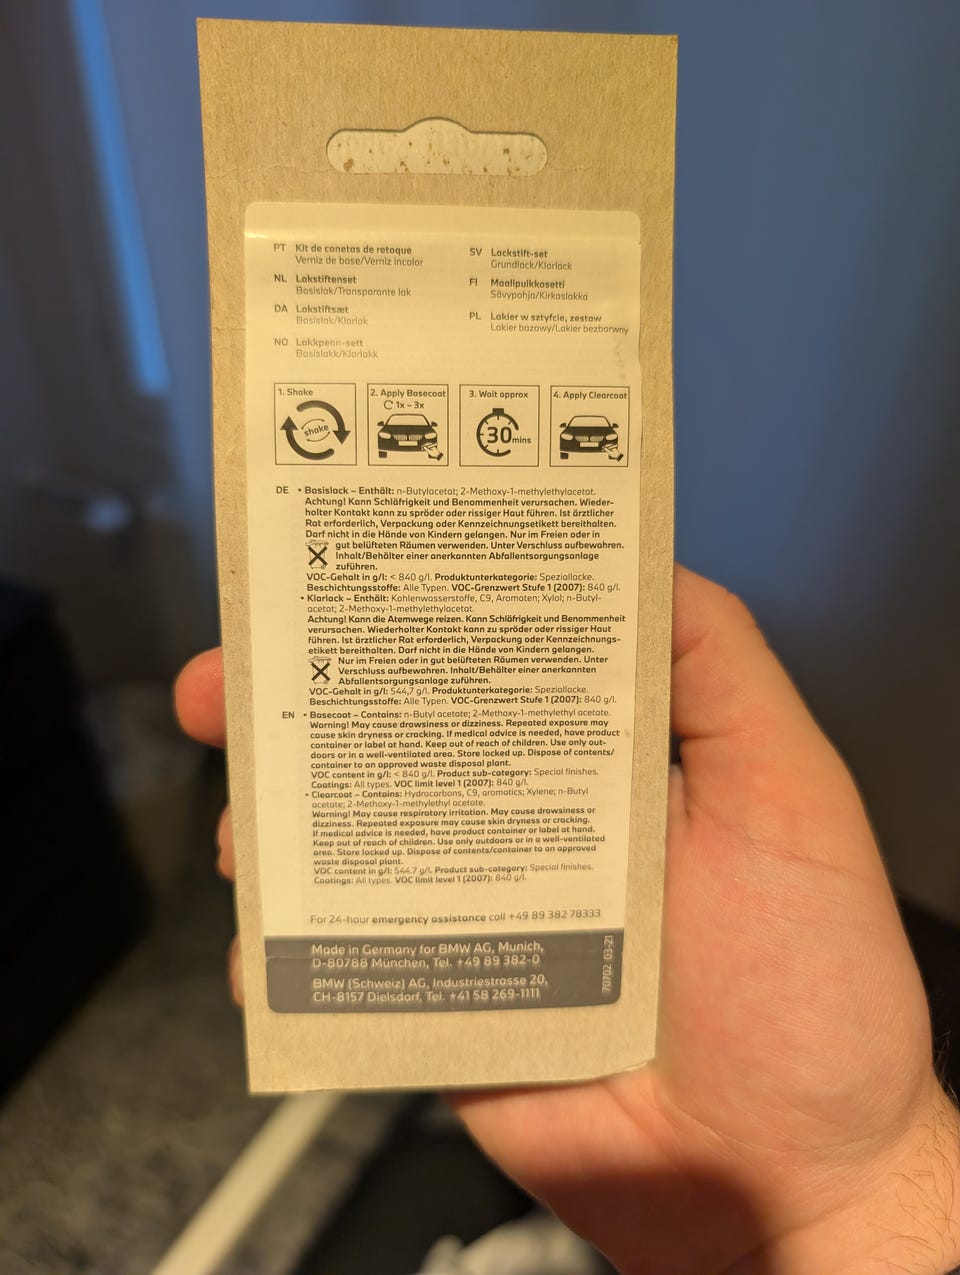 PT Kit de canetas de retoque
Verniz de base/Verniz incolor
NL Lakstiftenset
Basislak/Transparante lak
DA Lakstiftsæt
Basislak/Klarlak
NO Lakkpenn-sett
Basislakk/Klarlakk
SV Lackstift-set
Grundlack/Klarlack
FI Maalipuikkosetti
Sävypohja/Kirkaslakka
PL Lakier w sztyfcie, zestaw
Lakier bazowy/Lakier bezbarwny
1. Shake
shake
2. Apply Basecoat
1x – 3x
3. Wait approx
30 mins
4. Apply Clearcoat
DE • Basislack – Enthält: n-Butylacetat; 2-Methoxy-1-methylethylacetat.
Achtung! Kann Schläfrigkeit und Benommenheit verursachen. Wieder-
holter Kontakt kann zu spröder oder rissiger Haut führen. Ist ärztlicher
Rat erforderlich, Verpackung oder Kennzeichnungsetikett bereithalten.
Darf nicht in die Hände von Kindern gelangen. Nur im Freien oder in
gut belüfteten Räumen verwenden. Unter Verschluss aufbewahren.
Inhalt/Behälter einer anerkannten Abfallentsorgungsanlage
zuführen.
VOC-Gehalt in g/l: < 840 g/l. Produktunterkategorie: Speziallacke.
Beschichtungsstoffe: Alle Typen. VOC-Grenzwert Stufe 1 (2007): 840 g/l.
• Klarlack – Enthält: Kohlenwasserstoffe, C9, Aromaten; Xylol; n-Butyl-
acetat; 2-Methoxy-1-methylethylacetat.
Achtung! Kann die Atemwege reizen. Kann Schläfrigkeit und Benommenheit
verursachen. Wiederholter Kontakt kann zu spröder oder rissiger Haut
führen. Ist ärztlicher Rat erforderlich, Verpackung oder Kennzeichnungs-
etikett bereithalten. Darf nicht in die Hände von Kindern gelangen.
Nur im Freien oder in gut belüfteten Räumen verwenden. Unter
Verschluss aufbewahren. Inhalt/Behälter einer anerkannten
Abfallentsorgungsanlage zuführen.
VOC-Gehalt in g/l: 544,7 g/l. Produktunterkategorie: Speziallacke.
Beschichtungsstoffe: Alle Typen. VOC-Grenzwert Stufe 1 (2007): 840 g/l.
EN • Basecoat – Contains: n-Butyl acetate; 2-Methoxy-1-methylethyl acetate.
Warning! May cause drowsiness or dizziness. Repeated exposure may
cause skin dryness or cracking. If medical advice is needed, have product
container or label at hand. Keep out of reach of children. Use only out-
doors or in a well-ventilated area. Store locked up. Dispose of contents/
container to an approved waste disposal plant.
VOC content in g/l: < 840 g/l. Product sub-category: Special finishes.
Coatings: All types. VOC limit level 1 (2007): 840 g/l.
• Clearcoat – Contains: Hydrocarbons, C9, aromatics; Xylene; n-Butyl
acetate; 2-Methoxy-1-methylethyl acetate.
Warning! May cause respiratory irritation. May cause drowsiness or
dizziness. Repeated exposure may cause skin dryness or cracking.
If medical advice is needed, have product container or label at hand.
Keep out of reach of children. Use only outdoors or in a well-ventilated
area. Store locked up. Dispose of contents/container to an approved
waste disposal plant.
VOC content in g/l: 544.7 g/l. Product sub-category: Special finishes.
Coatings: All types. VOC limit level 1 (2007): 840 g/l.
For 24-hour emergency assistance call +49 89 382 78333
Made in Germany for BMW AG, Munich,
D-80788 München, Tel. +49 89 382-0
BMW (Schweiz) AG, Industriestrasse 20,
CH-8157 Dielsdorf, Tel. +41 58 269-1111
70702 03-21